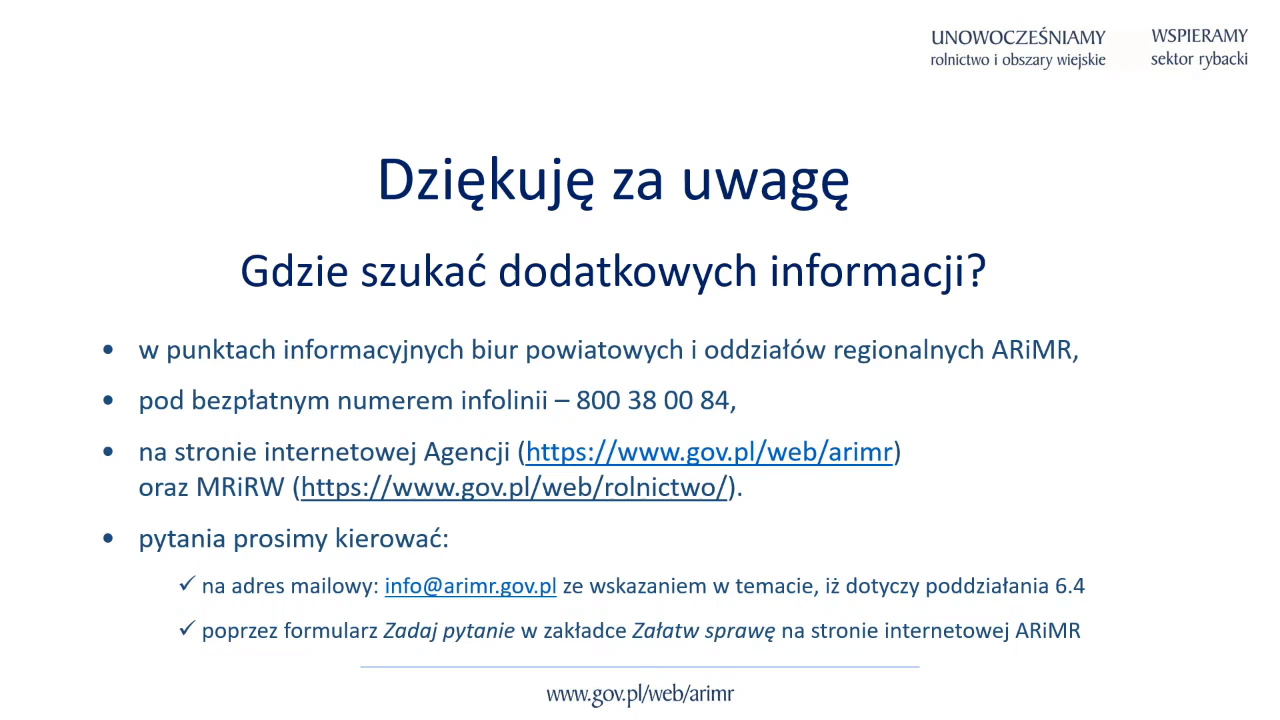 UNOWOCZEŚNIAMY
rolnictwo i obszary wiejskie
WSPIERAMY
sektor rybacki
Dziękuję za uwagę
Gdzie szukać dodatkowych informacji?
• w punktach informacyjnych biur powiatowych i oddziałów regionalnych ARiMR,
• pod bezpłatnym numerem infolinii – 800 38 00 84,
• na stronie internetowej Agencji (https://www.gov.pl/web/arimr)
oraz MRiRW (https://www.gov.pl/web/rolnictwo/).
• pytania prosimy kierować:
✓ na adres mailowy: info@arimr.gov.pl ze wskazaniem w temacie, iż dotyczy poddziałania 6.4
✓ poprzez formularz Zadaj pytanie w zakładce Załatw sprawę na stronie internetowej ARiMR
www.gov.pl/web/arimr